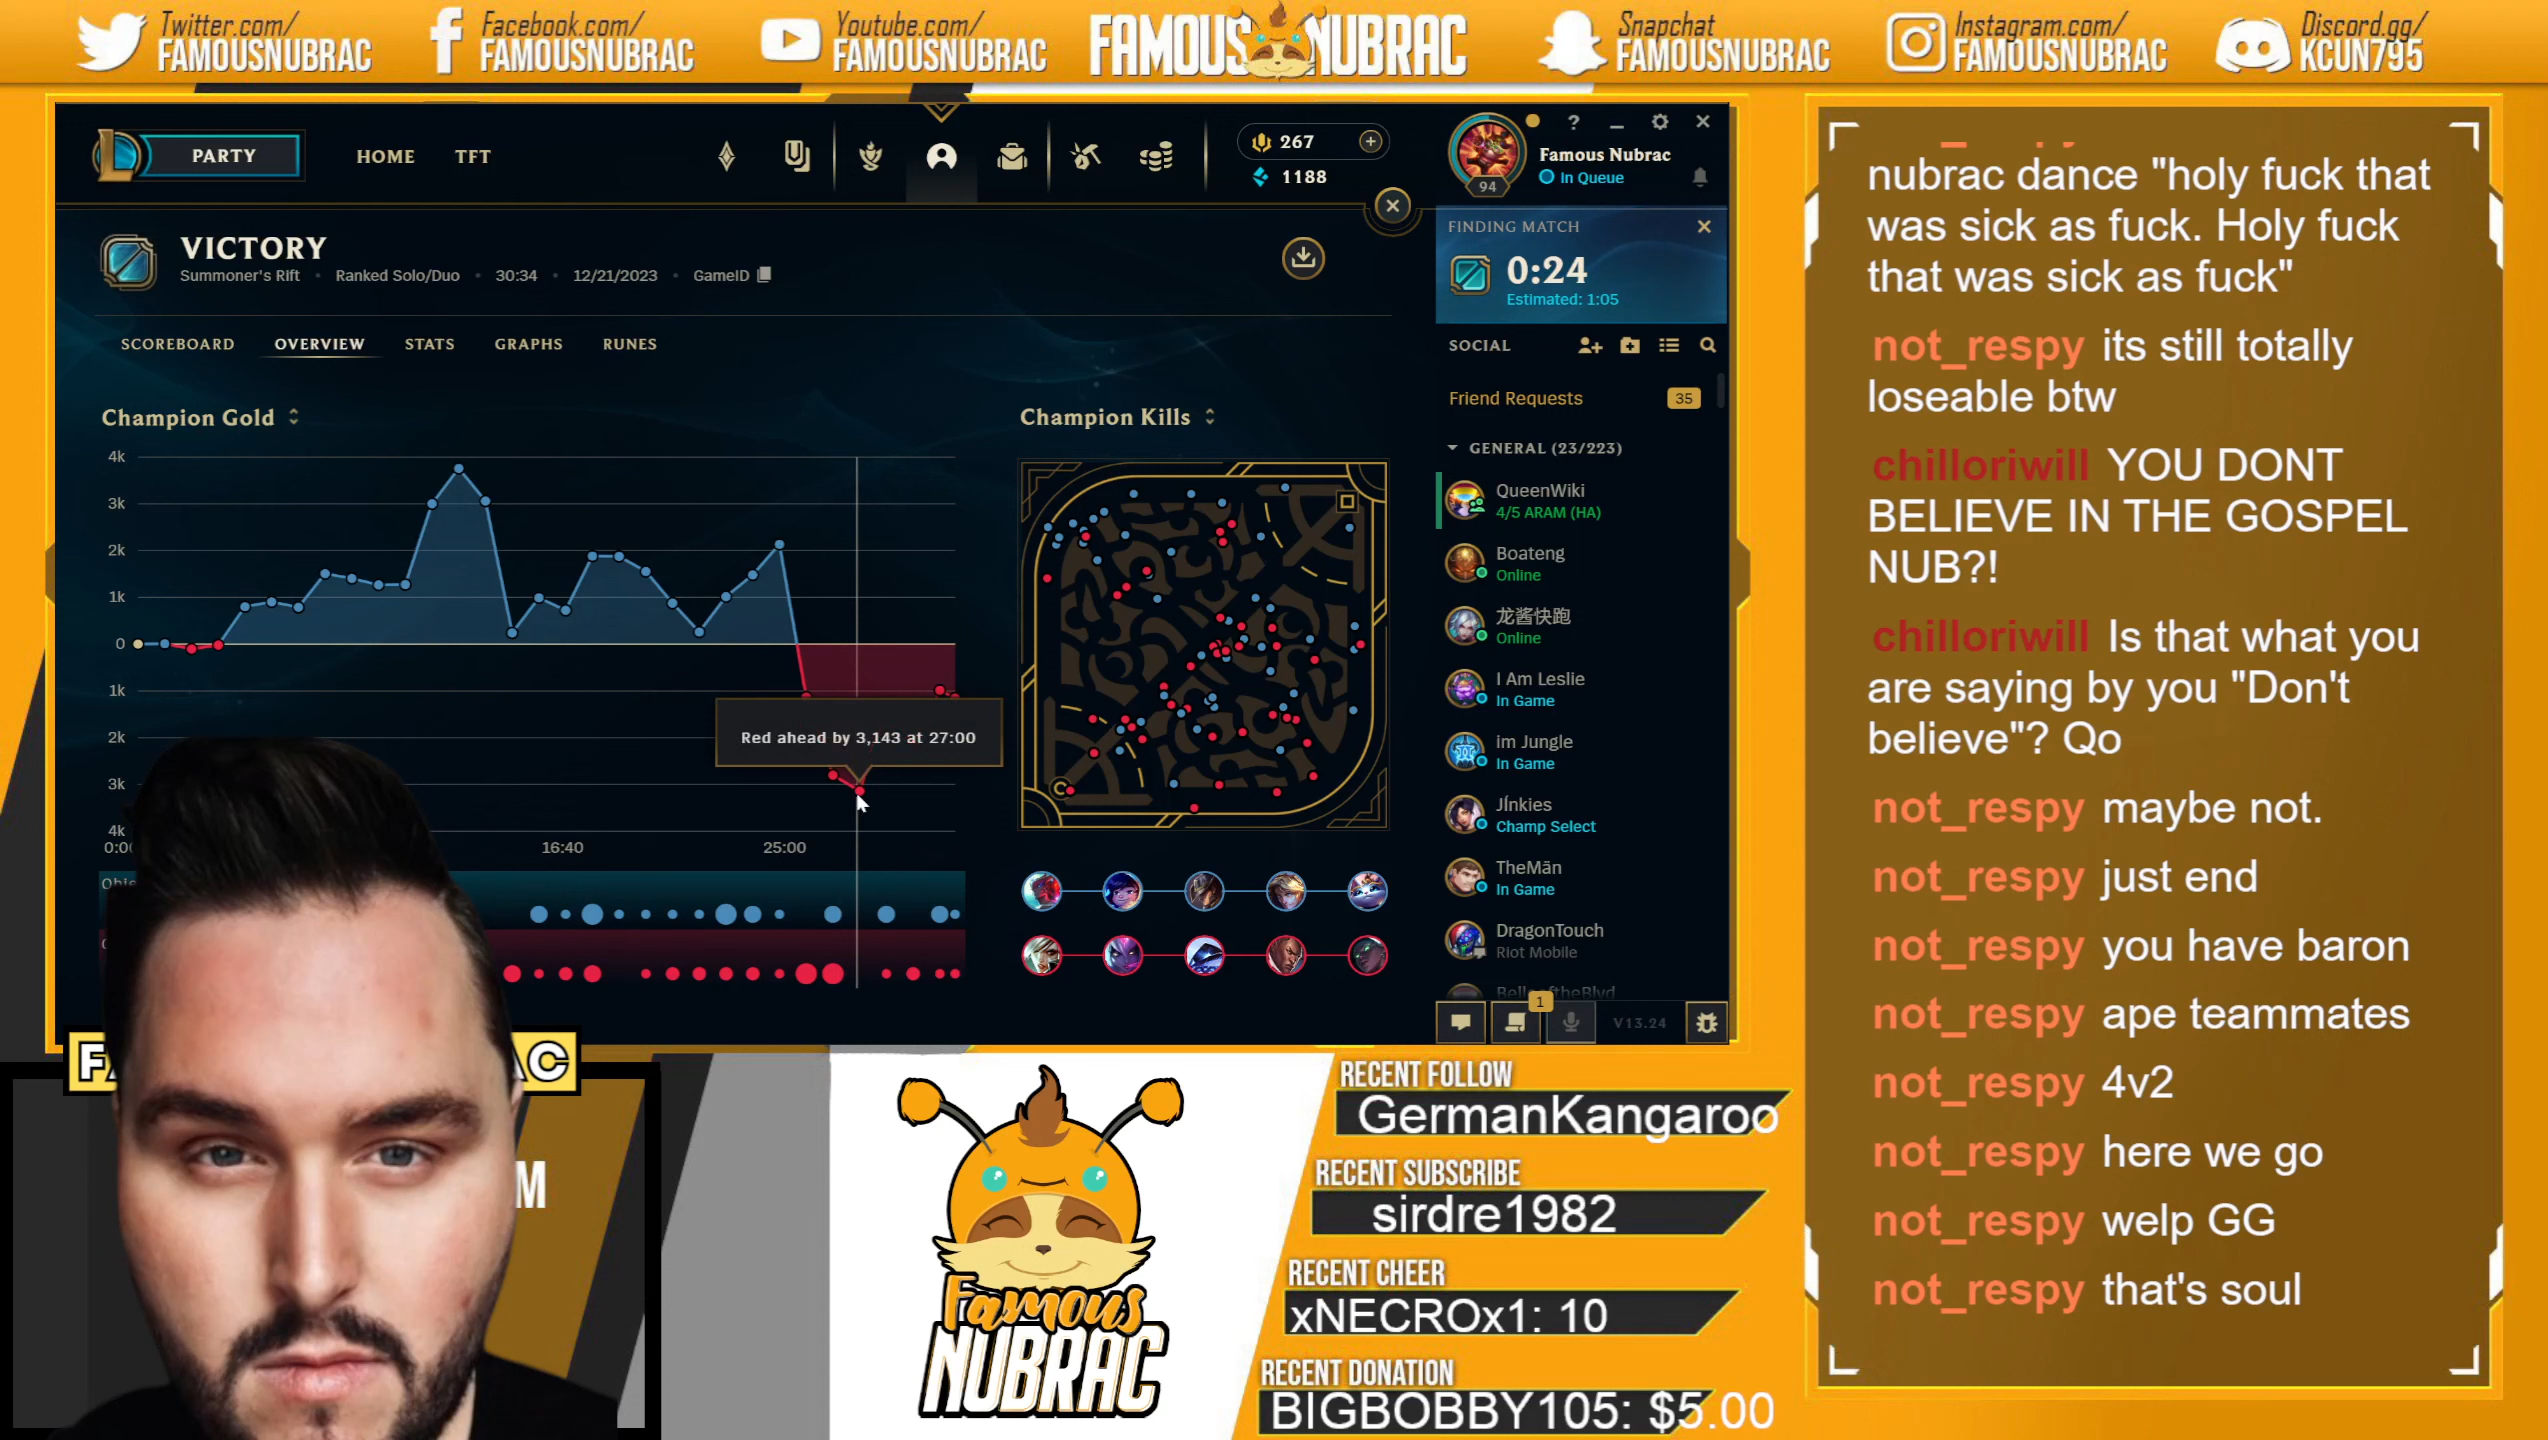 Twitter.com/
FAMOUSNUBRAC
Facebook.com/
FAMOUSNUBRAC
Youtube.com/
FAMOUSNUBRAC
FAMOUS NUBRAC
Snapchat
FAMOUSNUBRAC
Instagram.com/
FAMOUSNUBRAC
Discord.gg/
KCUN795
PARTY
HOME
TFT
267
1188
94
?
Famous Nubrac
In Queue
VICTORY
Summoner's Rift • Ranked Solo/Duo • 30:34 • 12/21/2023 • GameID
SCOREBOARD
OVERVIEW
STATS
GRAPHS
RUNES
Champion Gold
4k
3k
2k
1k
0
1k
2k
3k
4k
16:40
25:00
Red ahead by 3,143 at 27:00
Champion Kills
FINDING MATCH
0:24
Estimated: 1:05
SOCIAL
Friend Requests
35
GENERAL (23/223)
QueenWiki
4/5 ARAM (HA)
Boateng
Online
龙酱快跑
Online
I Am Leslie
In Game
im Jungle
In Game
JÍnkies
Champ Select
TheMän
In Game
DragonTouch
Riot Mobile
1
V13.24
nubrac dance "holy fuck that
was sick as fuck. Holy fuck
that was sick as fuck"
not_respy its still totally
loseable btw
chilloriwill YOU DONT
BELIEVE IN THE GOSPEL
NUB?!
chilloriwill Is that what you
are saying by you "Don't
believe"? Qo
not_respy maybe not.
not_respy just end
not_respy you have baron
not_respy ape teammates
not_respy 4v2
not_respy here we go
not_respy welp GG
not_respy that's soul
Famous
NUBRAC
RECENT FOLLOW
GermanKangaroo
RECENT SUBSCRIBE
sirdre1982
RECENT CHEER
xNECROx1: 10
RECENT DONATION
BIGBOBBY105: $5.00